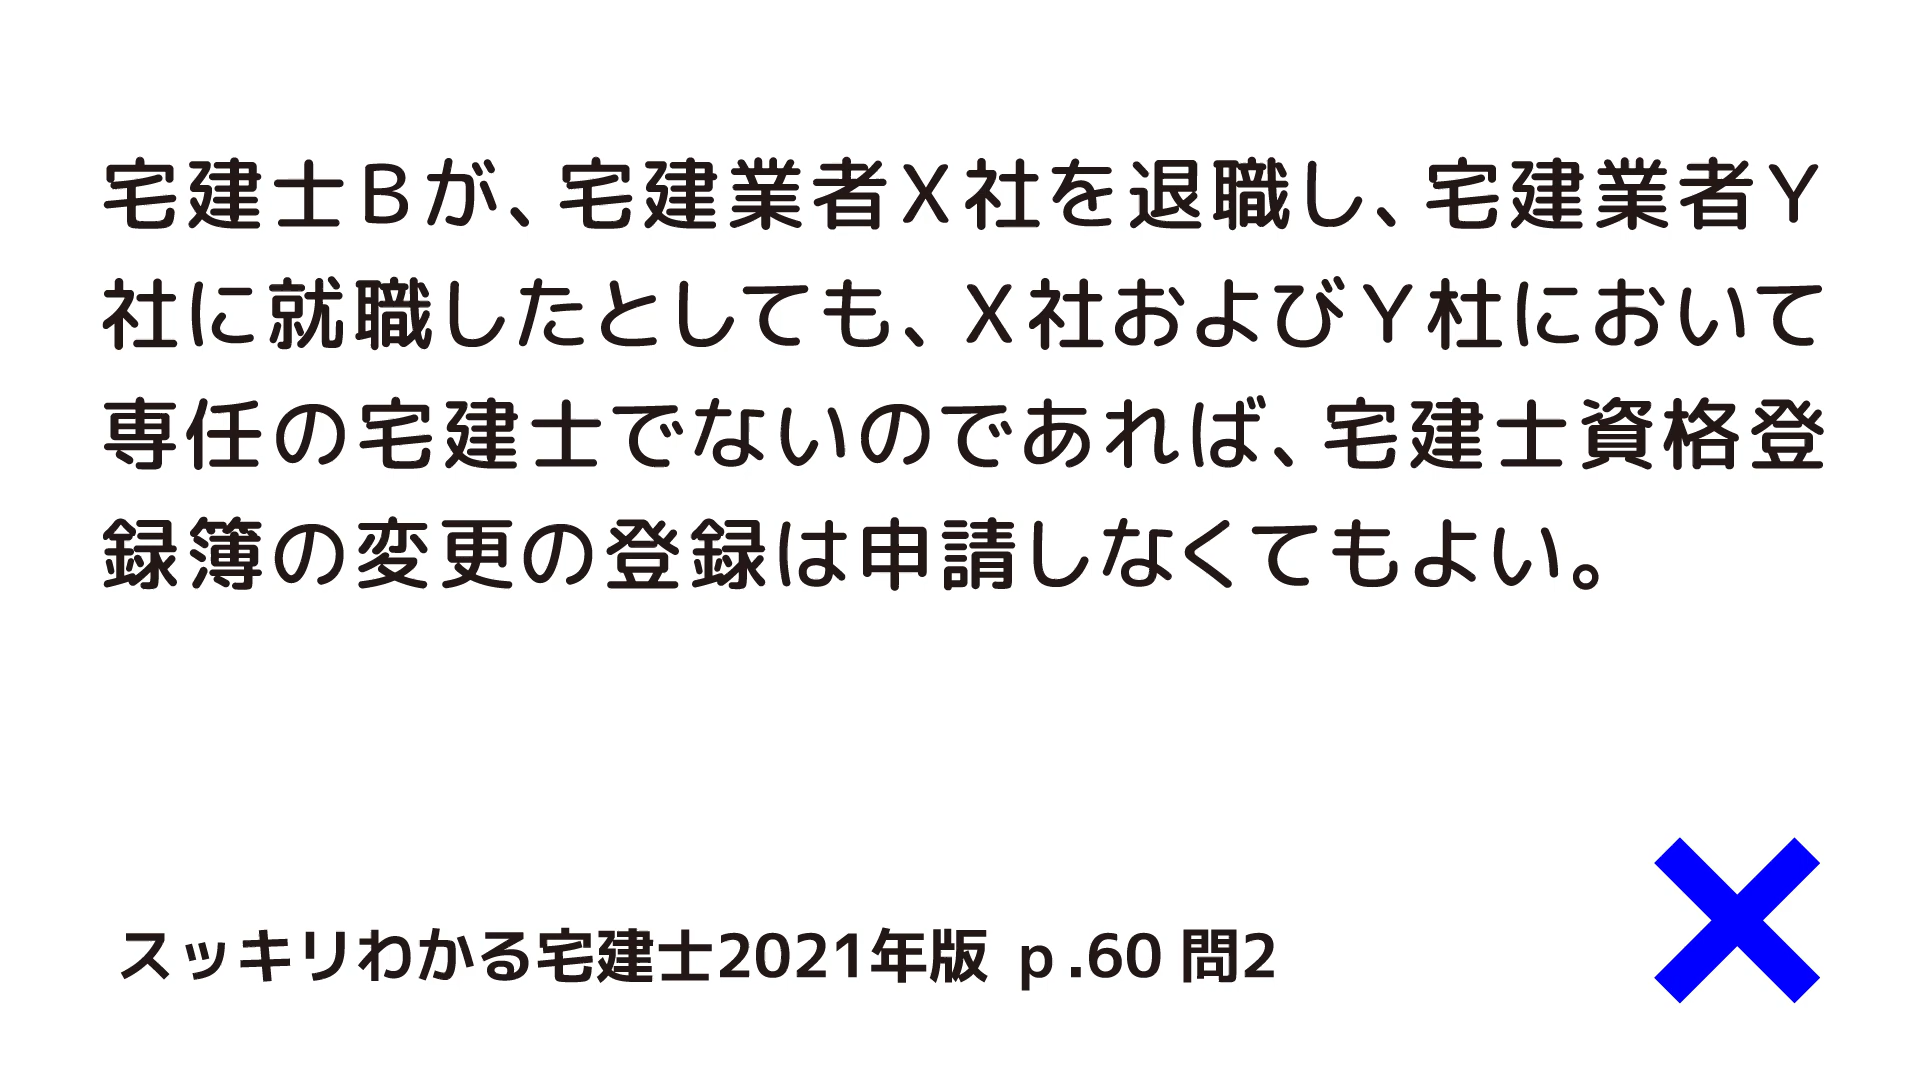 宅建士Bが、宅建業者X社を退職し、宅建業者Y
社に就職したとしても、X社およびY社において
専任の宅建士でないのであれば、宅建士資格登
録簿の変更の登録は申請しなくてもよい。
スッキリわかる宅建士2021年版 p.60 問2